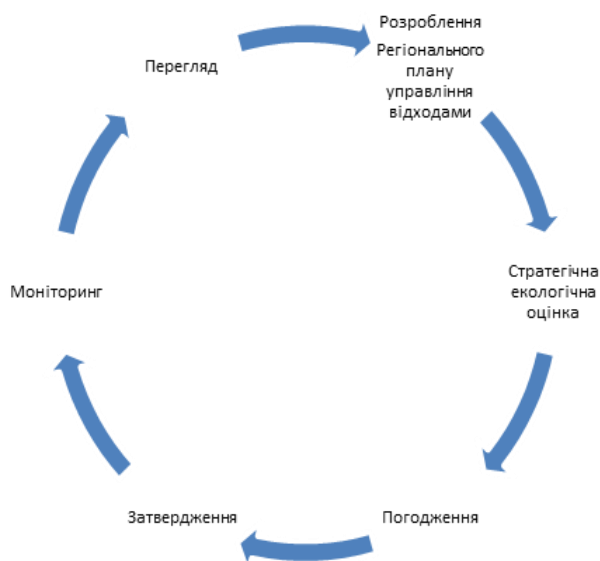 Розроблення
Регіонального
плану
управління
відходами
Стратегічна
екологічна
оцінка
Погодження
Затвердження
Моніторинг
Перегляд